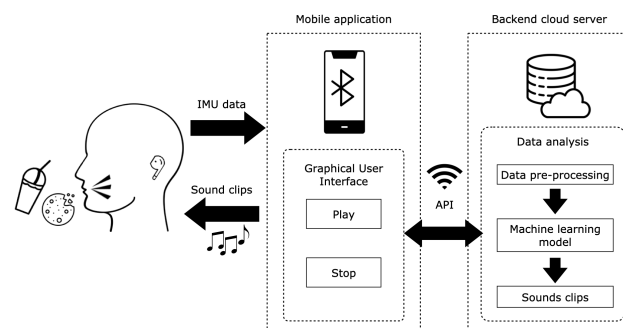 Mobile application
Backend cloud server
IMU data
Sound clips
Graphical User
Interface
Play
Stop
API
Data analysis
Data pre-processing
Machine learning
model
Sounds clips